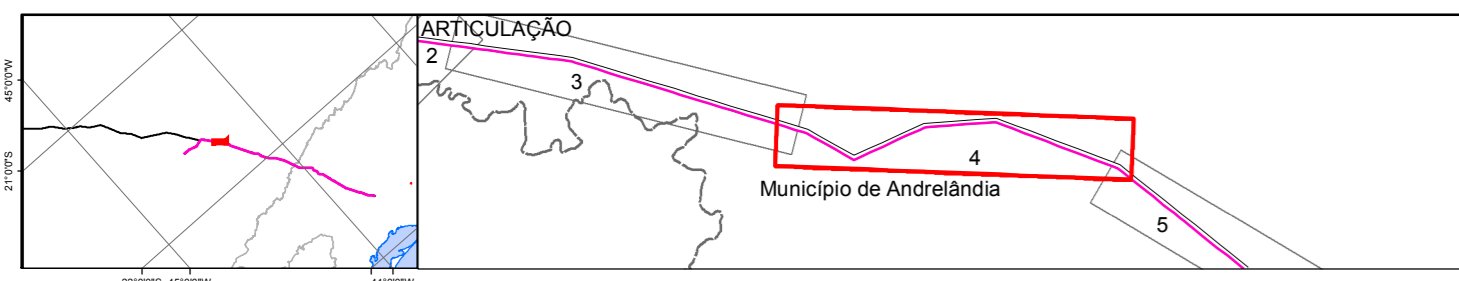 ARTICULAÇÃO
2
3
4
5
Município de Andrelândia
45°0'0"W
21°0'0"S